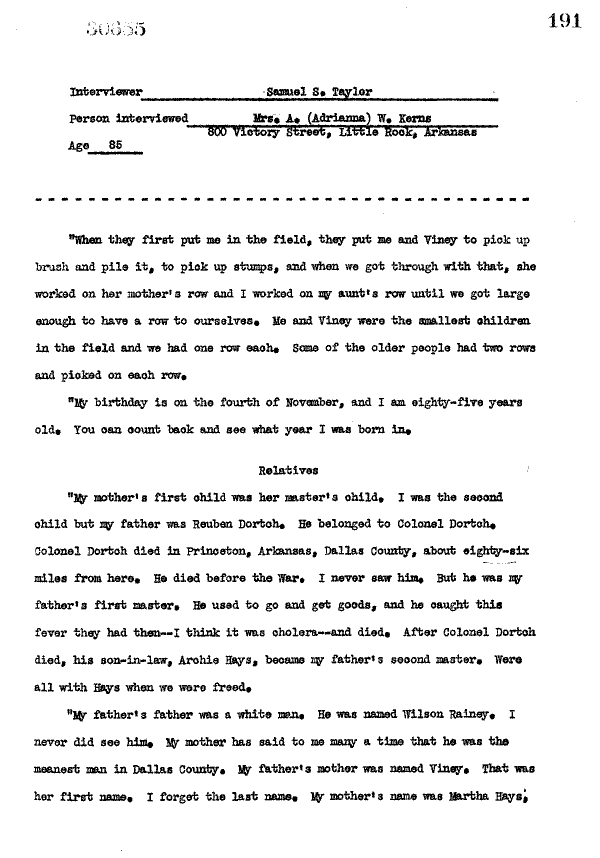 30655
191
Interviewer Samuel S. Taylor
Person interviewed Mrs. A. (Adrianna) W. Kerns
800 Victory Street, Little Rock, Arkansas
Age 85
"When they first put me in the field, they put me and Viney to pick up
brush and pile it, to pick up stumps, and when we got through with that, she
worked on her mother's row and I worked on my aunt's row until we got large
enough to have a row to ourselves. Me and Viney were the smallest children
in the field and we had one row each. Some of the older people had two rows
and picked on each row.
"My birthday is on the fourth of November, and I am eighty-five years
old. You can count back and see what year I was born in.
Relatives
"My mother's first child was her master's child. I was the second
child but my father was Reuben Dortch. He belonged to Colonel Dortch.
Colonel Dortch died in Princeton, Arkansas, Dallas County, about eighty-six
miles from here. He died before the War. I never saw him. But he was my
father's first master. He used to go and get goods, and he caught this
fever they had then--I think it was cholera--and died. After Colonel Dortch
died, his son-in-law, Archie Hays, became my father's second master. Were
all with Hays when we were freed.
"My father's father was a white man. He was named Wilson Rainey. I
never did see him. My mother has said to me many a time that he was the
meanest man in Dallas County. My father's mother was named Viney. That was
her first name. I forget the last name. My mother's name was Martha Hays,